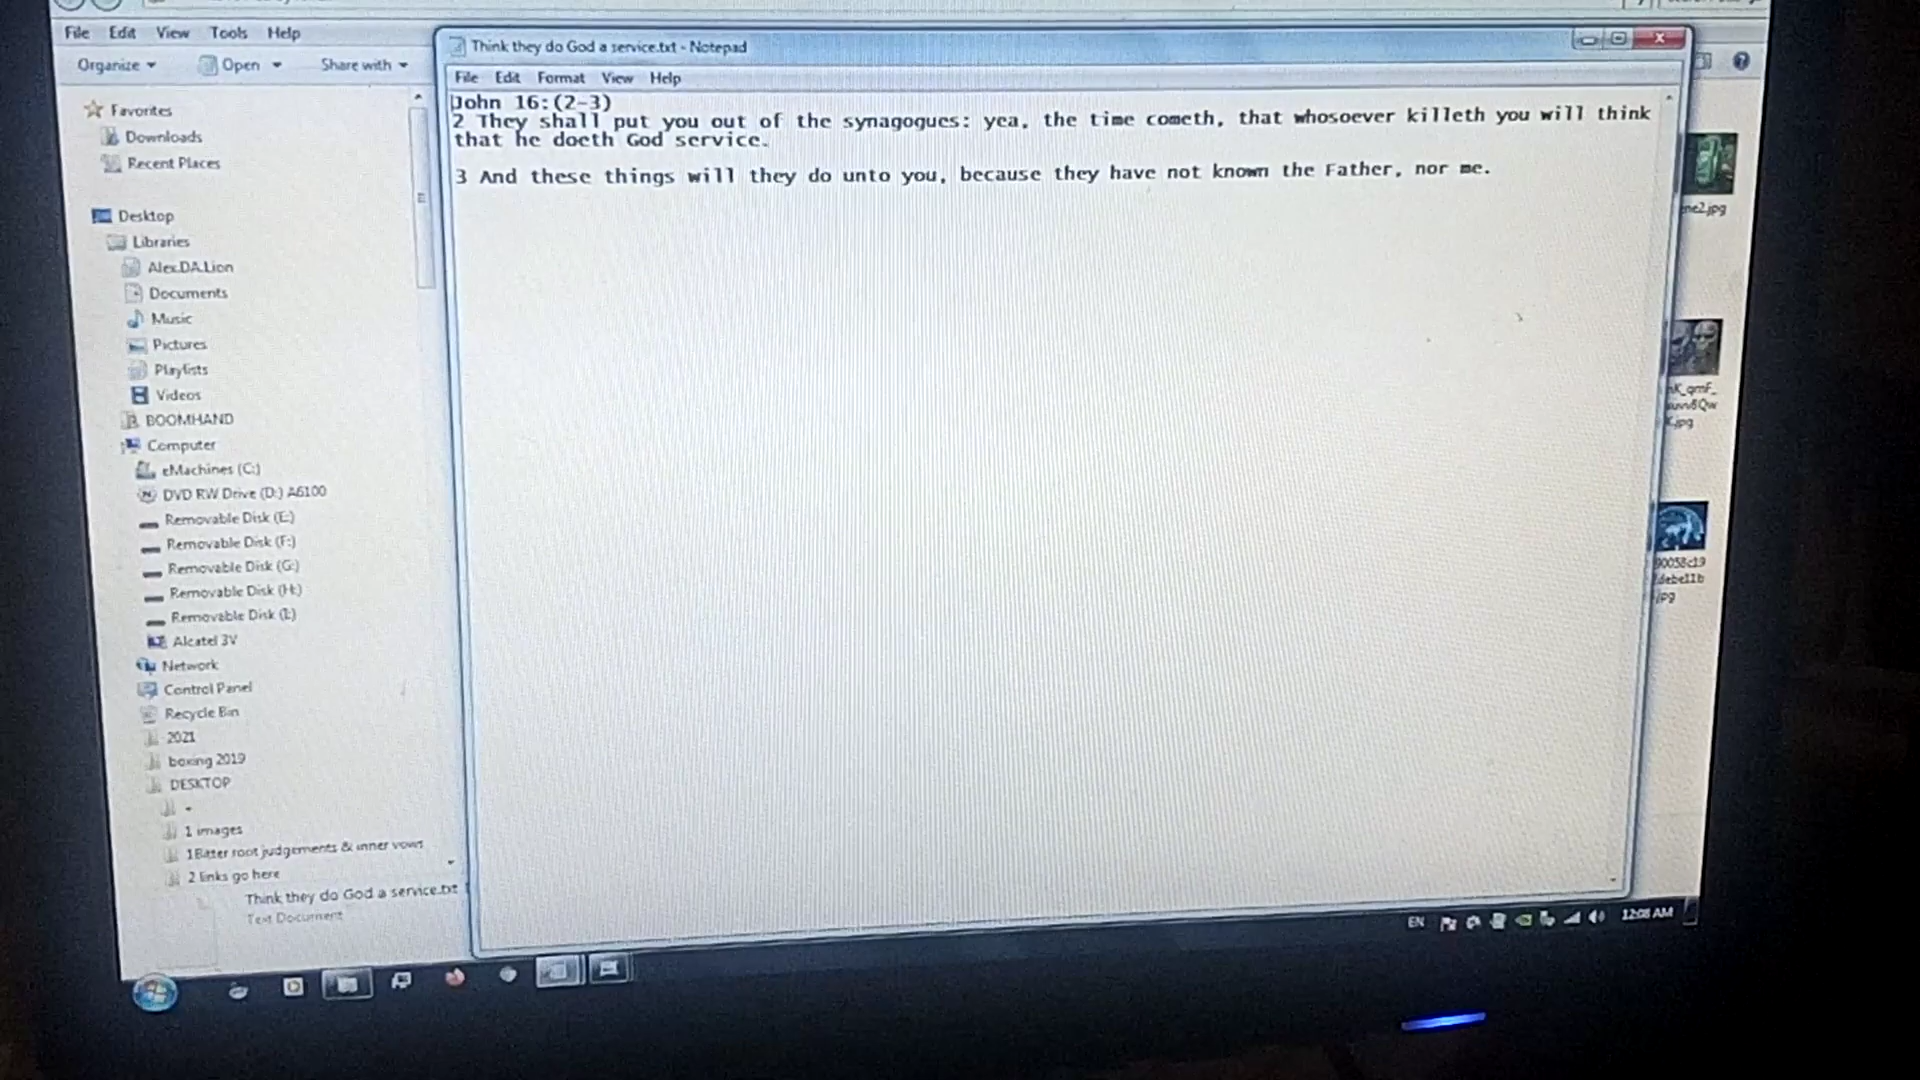 File Edit View Tools Help
Organize Open Share with
Favorites
Downloads
Recent Places
Desktop
Libraries
Alex.DA.Lion
Documents
Music
Pictures
Playlists
Videos
BOOMHAND
Computer
eMachines (C:)
DVD RW Drive (D:) A6100
Removable Disk (E:)
Removable Disk (F:)
Removable Disk (G:)
Removable Disk (H:)
Removable Disk (I:)
Alcatel 3V
Network
Control Panel
Recycle Bin
2021
boxing 2019
DESKTOP
-
1 images
1Bitter root judgements & inner vows
2 links go here
Think they do God a service.txt
Text Document
Think they do God a service.txt - Notepad
File Edit Format View Help
John 16:(2-3)
2 They shall put you out of the synagogues: yea, the time cometh, that whosoever killeth you will think
that he doeth God service.
3 And these things will they do unto you, because they have not known the Father, nor me.
ne2.jpg
.jpg
.jpg
EN 12:08 AM